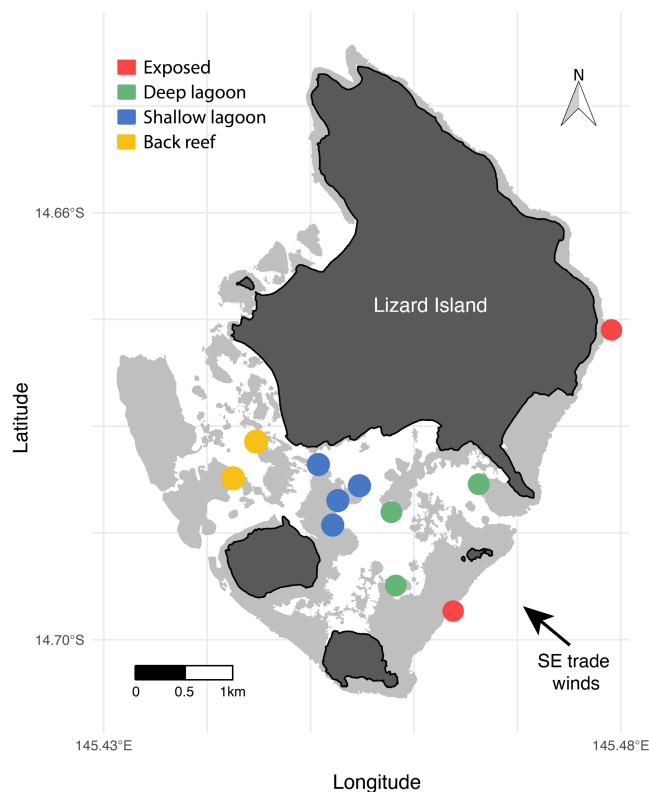 Exposed
Deep lagoon
Shallow lagoon
Back reef
N
14.66°S
Lizard Island
Latitude
14.70°S
SE trade
winds
0 0.5 1km
145.43°E 145.48°E
Longitude